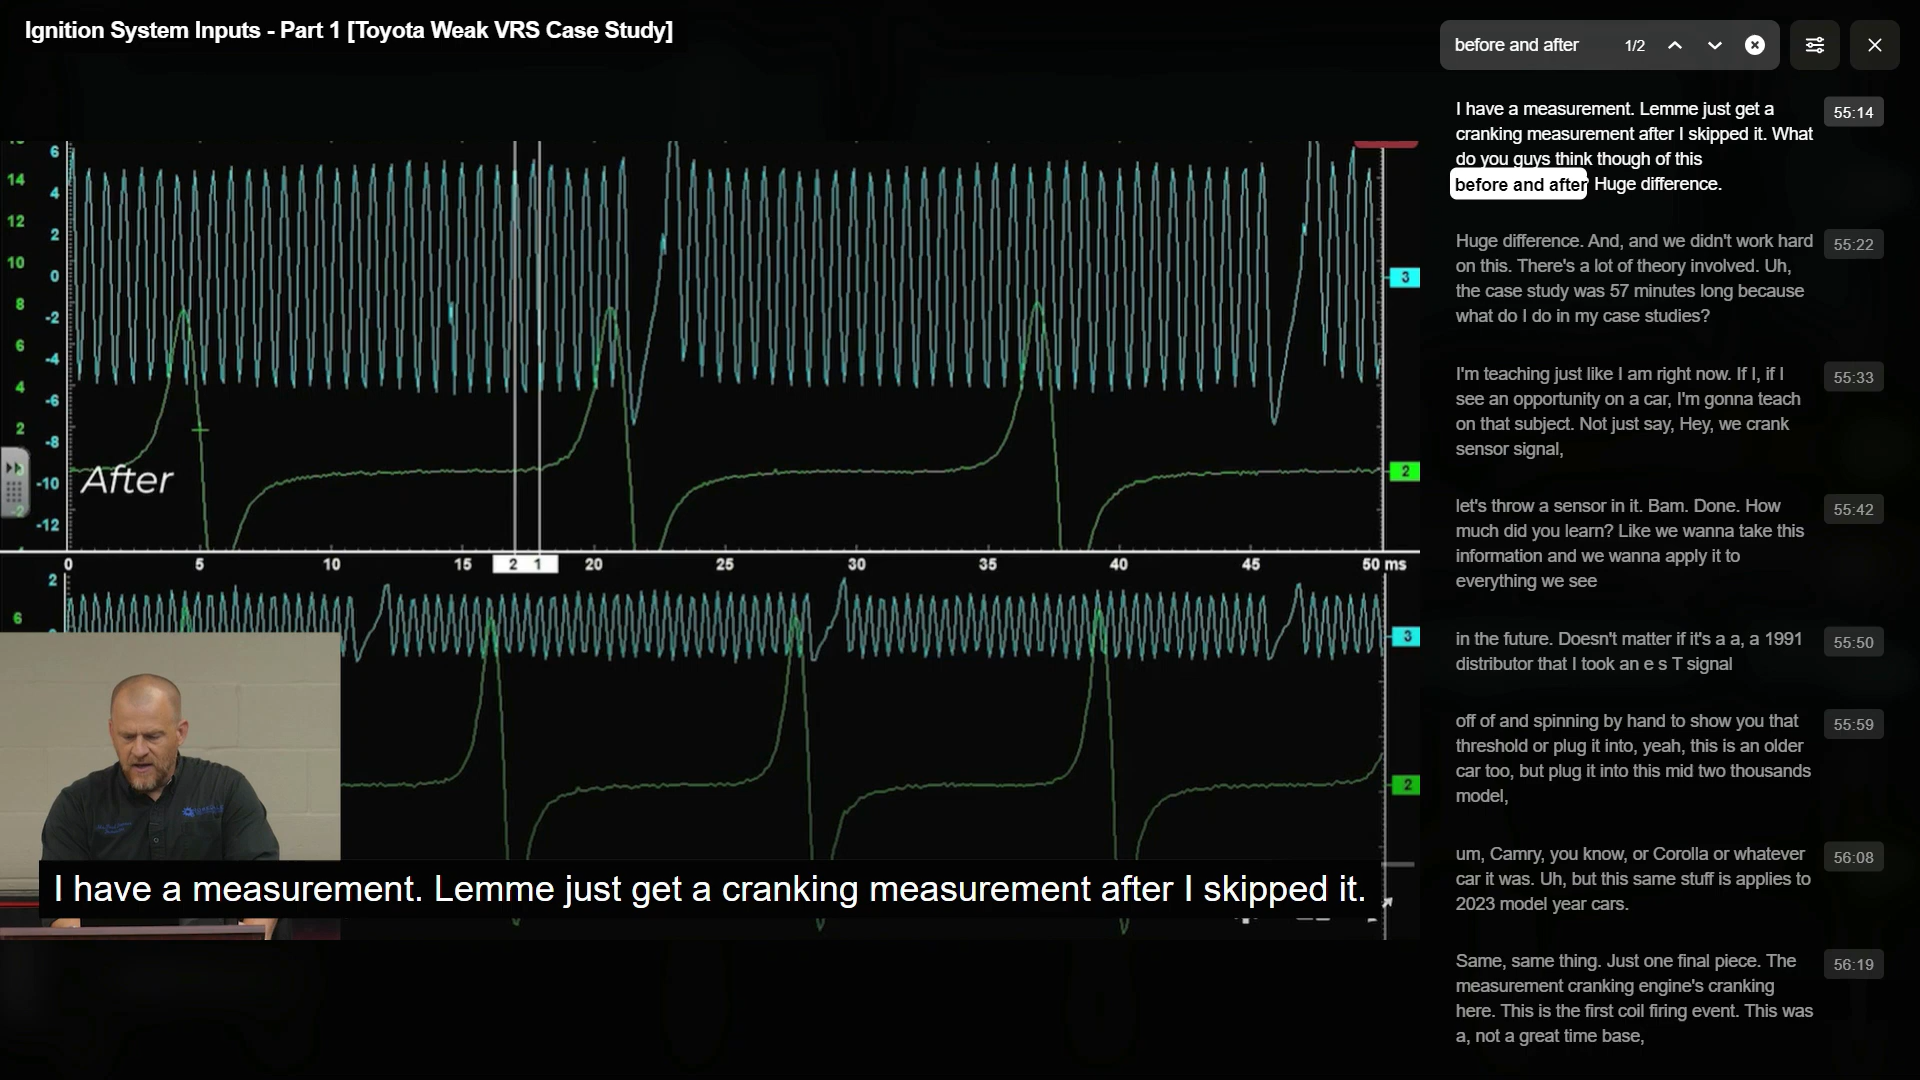 Ignition System Inputs - Part 1 [Toyota Weak VRS Case Study]
before and after 1/2
I have a measurement. Lemme just get a
cranking measurement after I skipped it. What
do you guys think though of this
before and after? Huge difference.
55:14
Huge difference. And, and we didn't work hard
on this. There's a lot of theory involved. Uh,
the case study was 57 minutes long because
what do I do in my case studies?
55:22
I'm teaching just like I am right now. If I, if I
see an opportunity on a car, I'm gonna teach
on that subject. Not just say, Hey, we crank
sensor signal,
55:33
let's throw a sensor in it. Bam. Done. How
much did you learn? Like we wanna take this
information and we wanna apply it to
everything we see
55:42
in the future. Doesn't matter if it's a a, a 1991
distributor that I took an e s T signal
55:50
off of and spinning by hand to show you that
threshold or plug it into, yeah, this is an older
car too, but plug it into this mid two thousands
model,
55:59
um, Camry, you know, or Corolla or whatever
car it was. Uh, but this same stuff is applies to
2023 model year cars.
56:08
Same, same thing. Just one final piece. The
measurement cranking engine's cranking
here. This is the first coil firing event. This was
a, not a great time base,
56:19
14
12
10
8
6
4
2
-2
6
4
2
0
-2
-4
-6
-8
-10
-12
After
3
2
0 5 10 15 2 1 20 25 30 35 40 45 50 ms
2
6
3
2
I have a measurement. Lemme just get a cranking measurement after I skipped it.